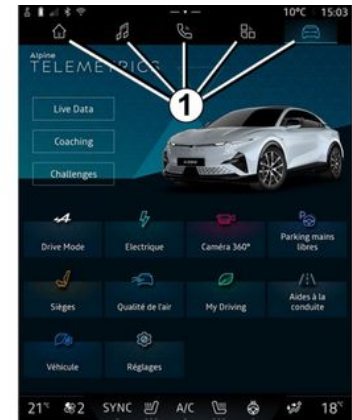 10°C 15:03
Alpine
TELEMETRICS
1
Live Data
Coaching
Challenges
Drive Mode
Electrique
Caméra 360°
Parking mains
libres
Sièges
Qualité de l'air
My Driving
Aides à la
conduite
Véhicule
Réglages
21°C 2 SYNC A/C 18°C